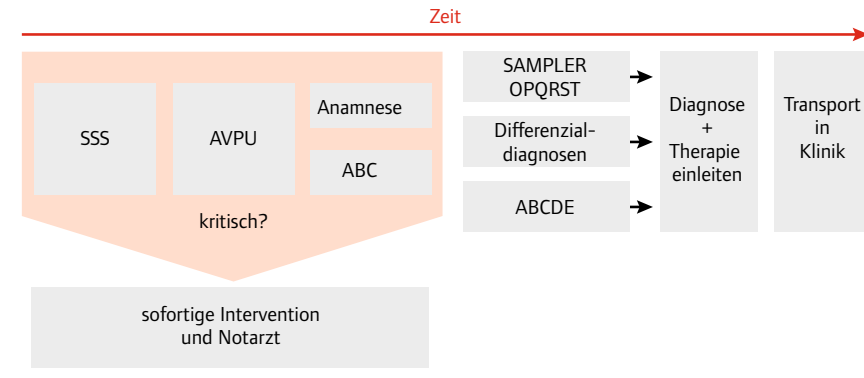 Zeit
SSS
AVPU
Anamnese
ABC
kritisch?
sofortige Intervention
und Notarzt
SAMPLER
OPQRST
Differenzial-
diagnosen
ABCDE
Diagnose
+
Therapie
einleiten
Transport
in
Klinik